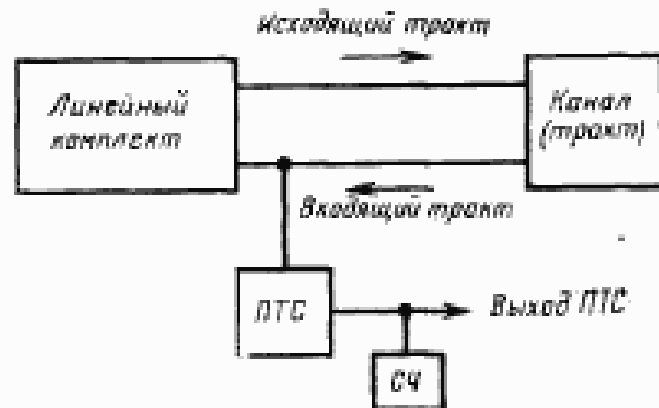 Исходящий тракт
Линейный
комплект
Канал
(тракт)
Входящий тракт
ПТС
Выход ПТС
СЧ